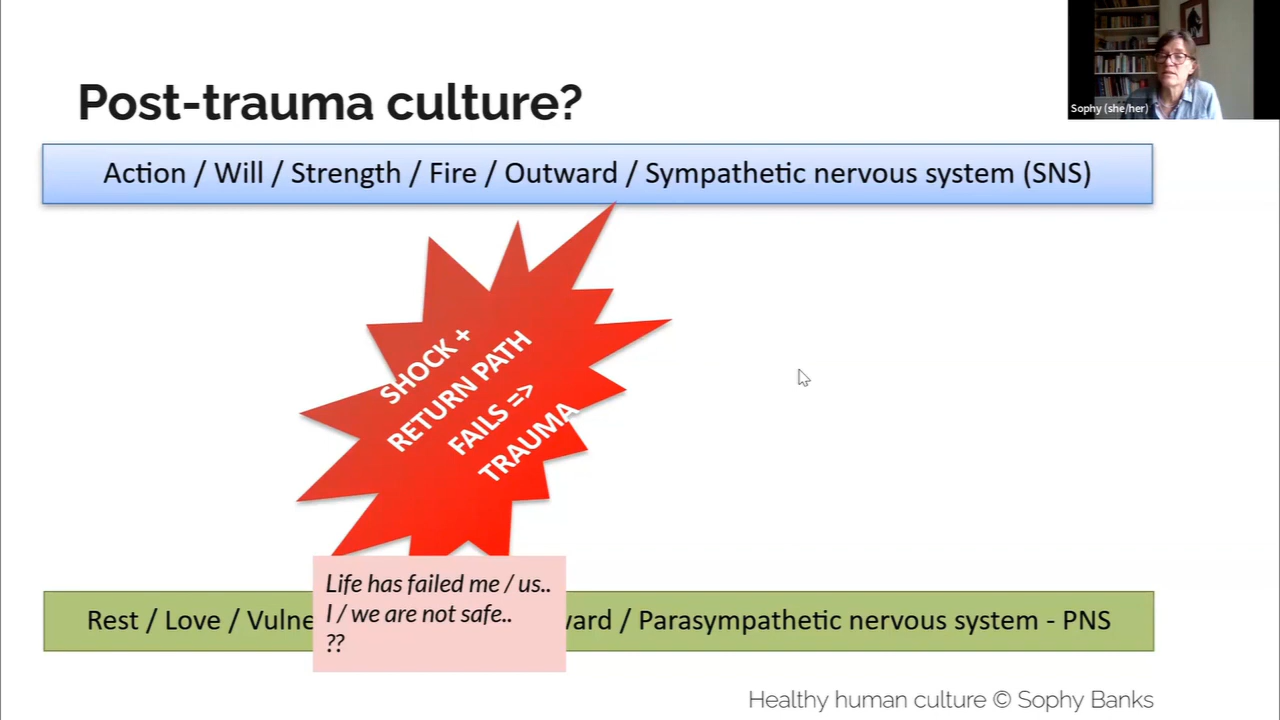 Sophy (she/her)
Post-trauma culture?
Action / Will / Strength / Fire / Outward / Sympathetic nervous system (SNS)
SHOCK +
RETURN PATH
FAILS =>
TRAUMA
Life has failed me / us..
I / we are not safe..
??
Rest / Love / Vulne ward / Parasympathetic nervous system - PNS
Healthy human culture © Sophy Banks